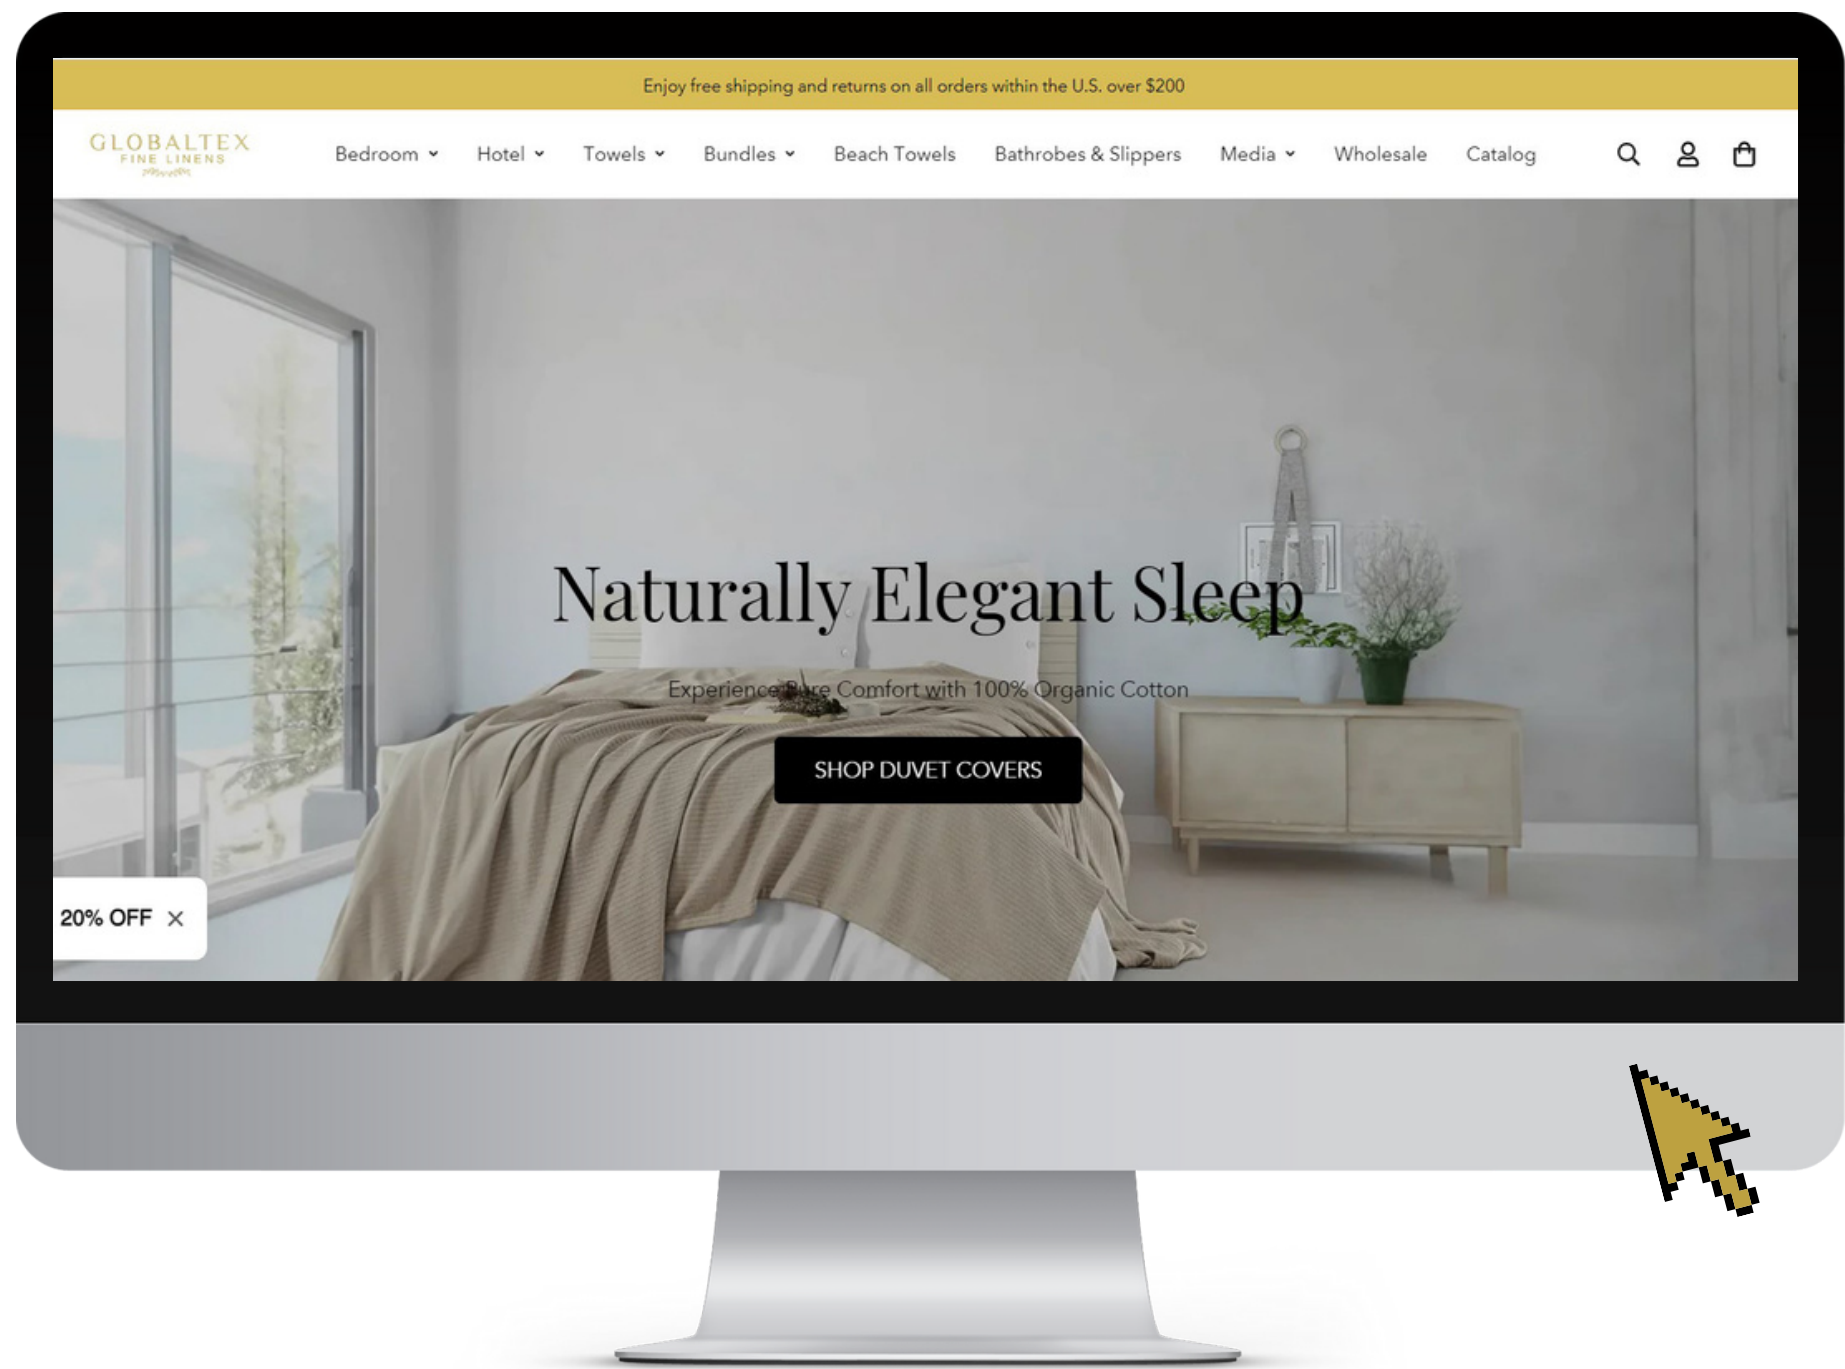 Enjoy free shipping and returns on all orders within the U.S. over $200
GLOBALTEX
FINE LINENS
Bedroom Hotel Towels Bundles Beach Towels Bathrobes & Slippers Media Wholesale Catalog
Naturally Elegant Sleep
Experience Pure Comfort with 100% Organic Cotton
SHOP DUVET COVERS
20% OFF